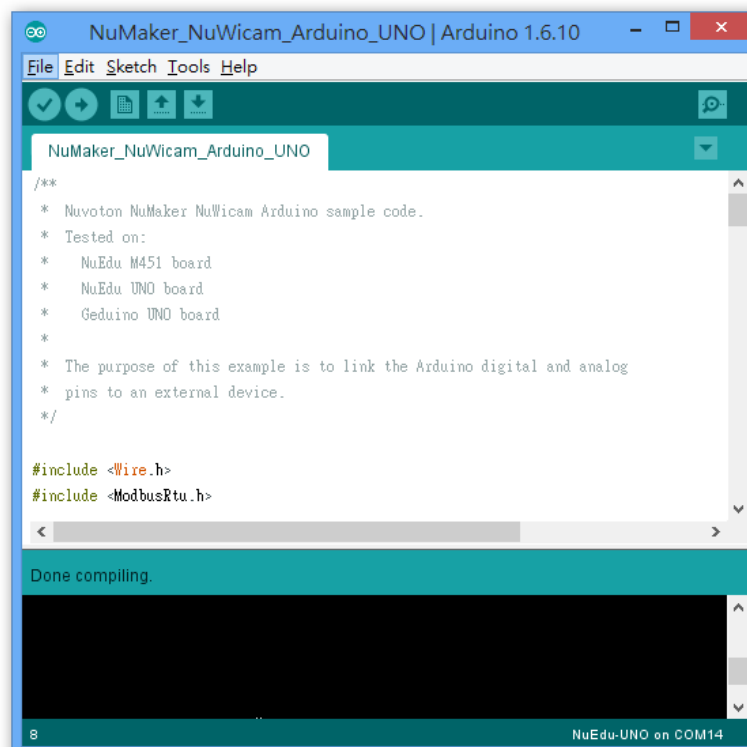 NuMaker_NuWicam_Arduino_UNO | Arduino 1.6.10
File Edit Sketch Tools Help
NuMaker_NuWicam_Arduino_UNO
/**
 * Nuvoton NuMaker NuWicam Arduino sample code.
 * Tested on:
 * NuEdu M451 board
 * NuEdu UNO board
 * Geduino UNO board
 *
 * The purpose of this example is to link the Arduino digital and analog
 * pins to an external device.
 */
#include <Wire.h>
#include <ModbusRtu.h>
Done compiling.
8 NuEdu-UNO on COM14